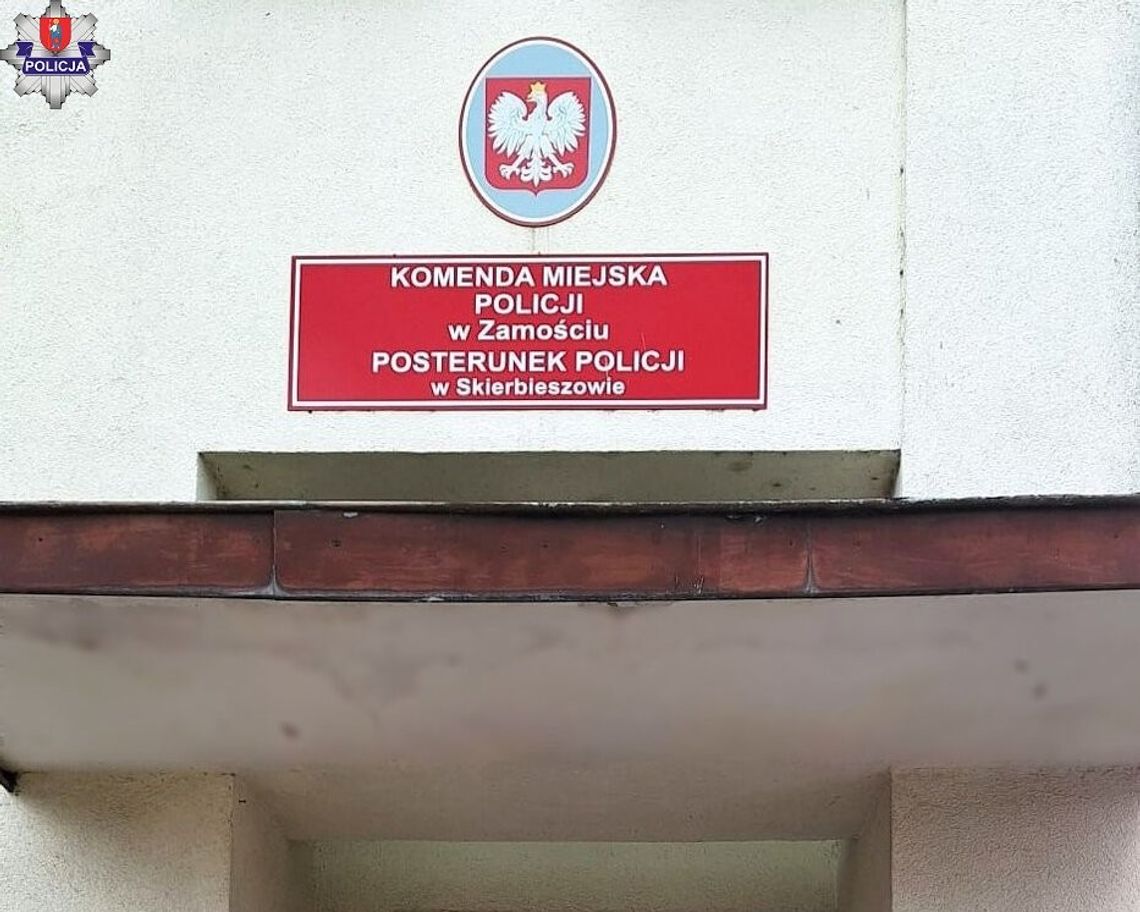 POLICJA
KOMENDA MIEJSKA
POLICJI
w Zamościu
POSTERUNEK POLICJI
w Skierbieszowie